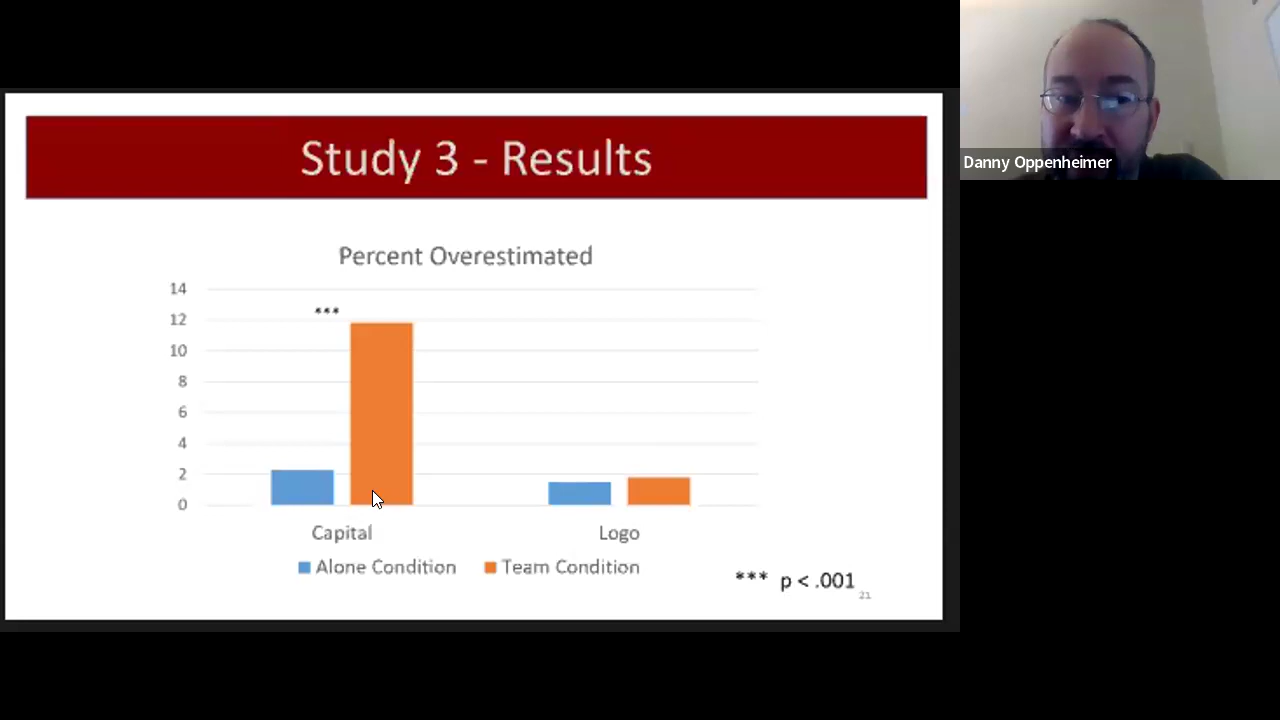 Study 3 - Results
Percent Overestimated
14
12
10
8
6
4
2
0
***
Capital
Logo
Alone Condition
Team Condition
*** p < .001
21
Danny Oppenheimer